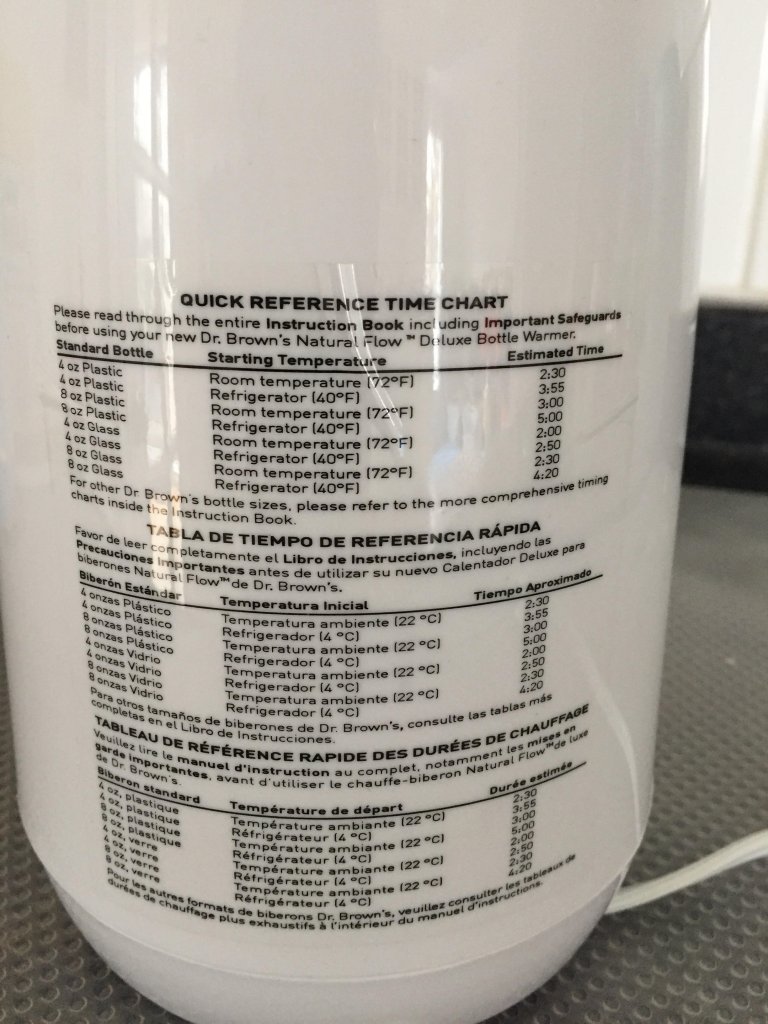 QUICK REFERENCE TIME CHART
Please read through the entire Instruction Book including Important Safeguards
before using your new Dr. Brown's Natural Flow™ Deluxe Bottle Warmer.
Standard Bottle Starting Temperature Estimated Time
4 oz Plastic Room temperature (72°F) 2:30
4 oz Plastic Refrigerator (40°F) 3:55
8 oz Plastic Room temperature (72°F) 3:00
8 oz Plastic Refrigerator (40°F) 5:00
4 oz Glass Room temperature (72°F) 2:00
4 oz Glass Refrigerator (40°F) 2:50
8 oz Glass Room temperature (72°F) 2:30
8 oz Glass Refrigerator (40°F) 4:20
For other Dr. Brown's bottle sizes, please refer to the more comprehensive timing
charts inside the Instruction Book.
TABLA DE TIEMPO DE REFERENCIA RÁPIDA
Favor de leer completamente el Libro de Instrucciones, incluyendo las
Precauciones Importantes antes de utilizar su nuevo Calentador Deluxe para
biberones Natural Flow™ de Dr. Brown's.
Biberón Estándar Temperatura Inicial Tiempo Aproximado
4 onzas Plástico Temperatura ambiente (22 °C) 2:30
4 onzas Plástico Refrigerador (4 °C) 3:55
8 onzas Plástico Temperatura ambiente (22 °C) 3:00
8 onzas Plástico Refrigerador (4 °C) 5:00
4 onzas Vidrio Temperatura ambiente (22 °C) 2:00
4 onzas Vidrio Refrigerador (4 °C) 2:50
8 onzas Vidrio Temperatura ambiente (22 °C) 2:30
8 onzas Vidrio Refrigerador (4 °C) 4:20
Para otros tamaños de biberones de Dr. Brown's, consulte las tablas más
completas en el Libro de Instrucciones.
TABLEAU DE RÉFÉRENCE RAPIDE DES DURÉES DE CHAUFFAGE
Veuillez lire le manuel d'instruction au complet, notamment les mises en
garde importantes, avant d'utiliser le chauffe-biberon Natural Flow™ de luxe
de Dr. Brown's.
Biberon standard Température de départ Durée estimée
4 oz, plastique Température ambiante (22 °C) 2:30
4 oz, plastique Réfrigérateur (4 °C) 3:55
8 oz, plastique Température ambiante (22 °C) 3:00
8 oz, plastique Réfrigérateur (4 °C) 5:00
4 oz, verre Température ambiante (22 °C) 2:00
4 oz, verre Réfrigérateur (4 °C) 2:50
8 oz, verre Température ambiante (22 °C) 2:30
8 oz, verre Réfrigérateur (4 °C) 4:20
Pour les autres formats de biberons Dr. Brown's, veuillez consulter les tableaux de
durées de chauffage plus exhaustifs à l'intérieur du manuel d'instructions.